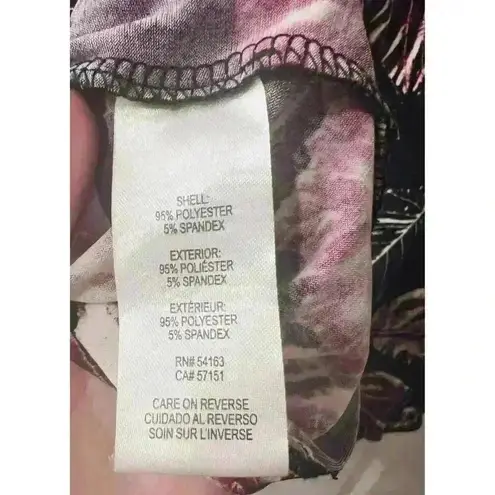 SHELL:
95% POLYESTER
5% SPANDEX
EXTERIOR:
95% POLIÉSTER
5% SPANDEX
EXTÉRIEUR:
95% POLYESTER
5% SPANDEX
RN# 54163
CA# 57151
CARE ON REVERSE
CUIDADO AL REVERSO
SOIN SUR L'INVERSE